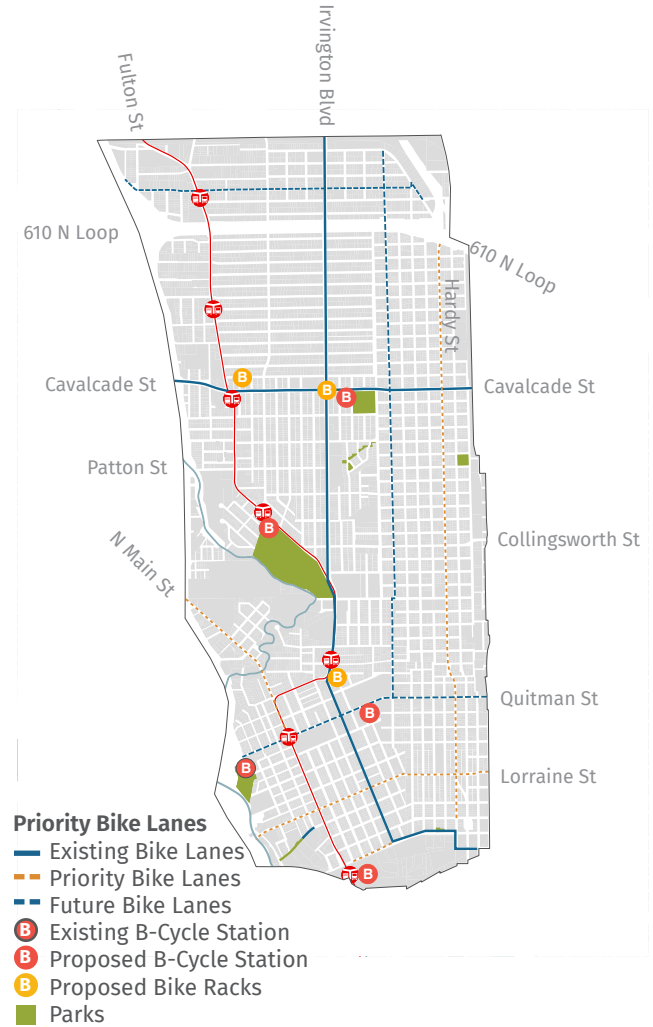 Fulton St
Irvington Blvd
610 N Loop
610 N Loop
Hardy St
Cavalcade St
Cavalcade St
B
B
B
Patton St
B
Collingsworth St
N Main St
B
Quitman St
B
B
Lorraine St
B
Priority Bike Lanes
Existing Bike Lanes
Priority Bike Lanes
Future Bike Lanes
B Existing B-Cycle Station
B Proposed B-Cycle Station
B Proposed Bike Racks
Parks